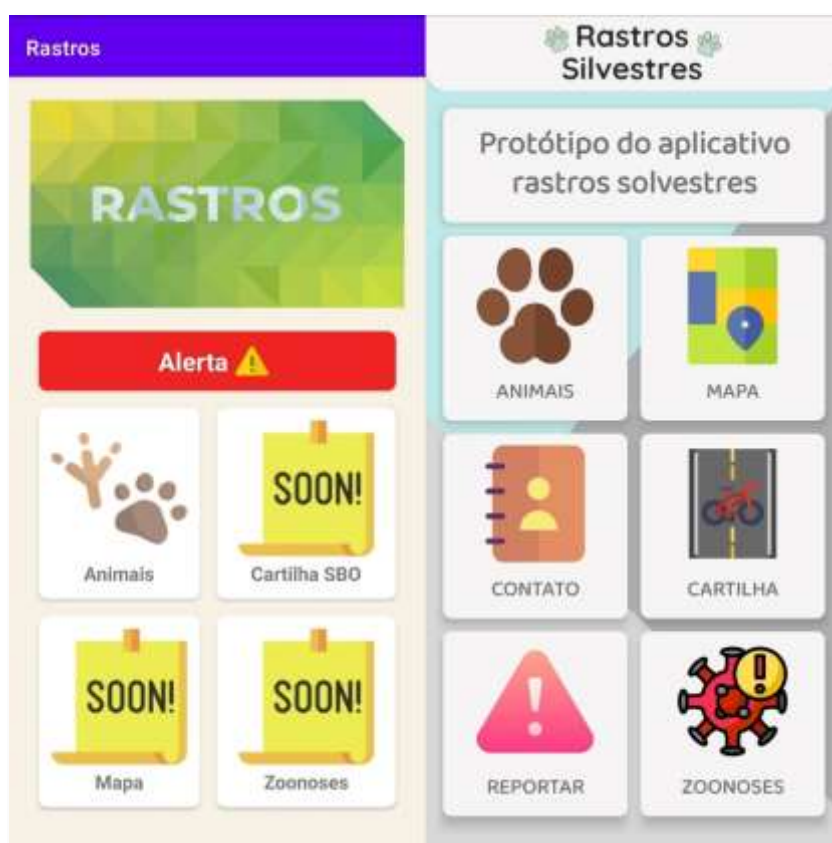 Rastros
RASTROS
Alerta
Animais
SOON!
Cartilha SBO
SOON!
Mapa
SOON!
Zoonoses
Rastros
Silvestres
Protótipo do aplicativo
rastros solvestres
ANIMAIS
MAPA
CONTATO
CARTILHA
REPORTAR
ZOONOSES